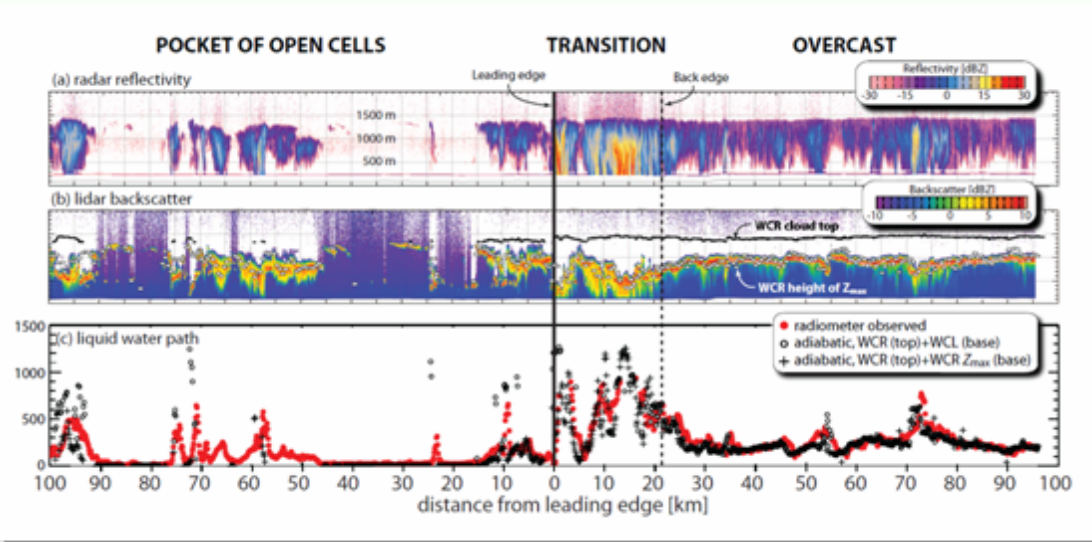 POCKET OF OPEN CELLS TRANSITION OVERCAST
(a) radar reflectivity
Leading edge
Back edge
Reflectivity [dBZ]
-30 -15 0 15 30
1500 m
1000 m
500 m
(b) lidar backscatter
Backscatter [dBZ]
-10 -5 0 5 10
WCR cloud top
WCR height of Zmax
(c) liquid water path
radiometer observed
adiabatic, WCR (top)+WCL (base)
adiabatic, WCR (top)+WCR Zmax (base)
1500
1000
500
0
100 90 80 70 60 50 40 30 20 10 0 10 20 30 40 50 60 70 80 90 100
distance from leading edge [km]